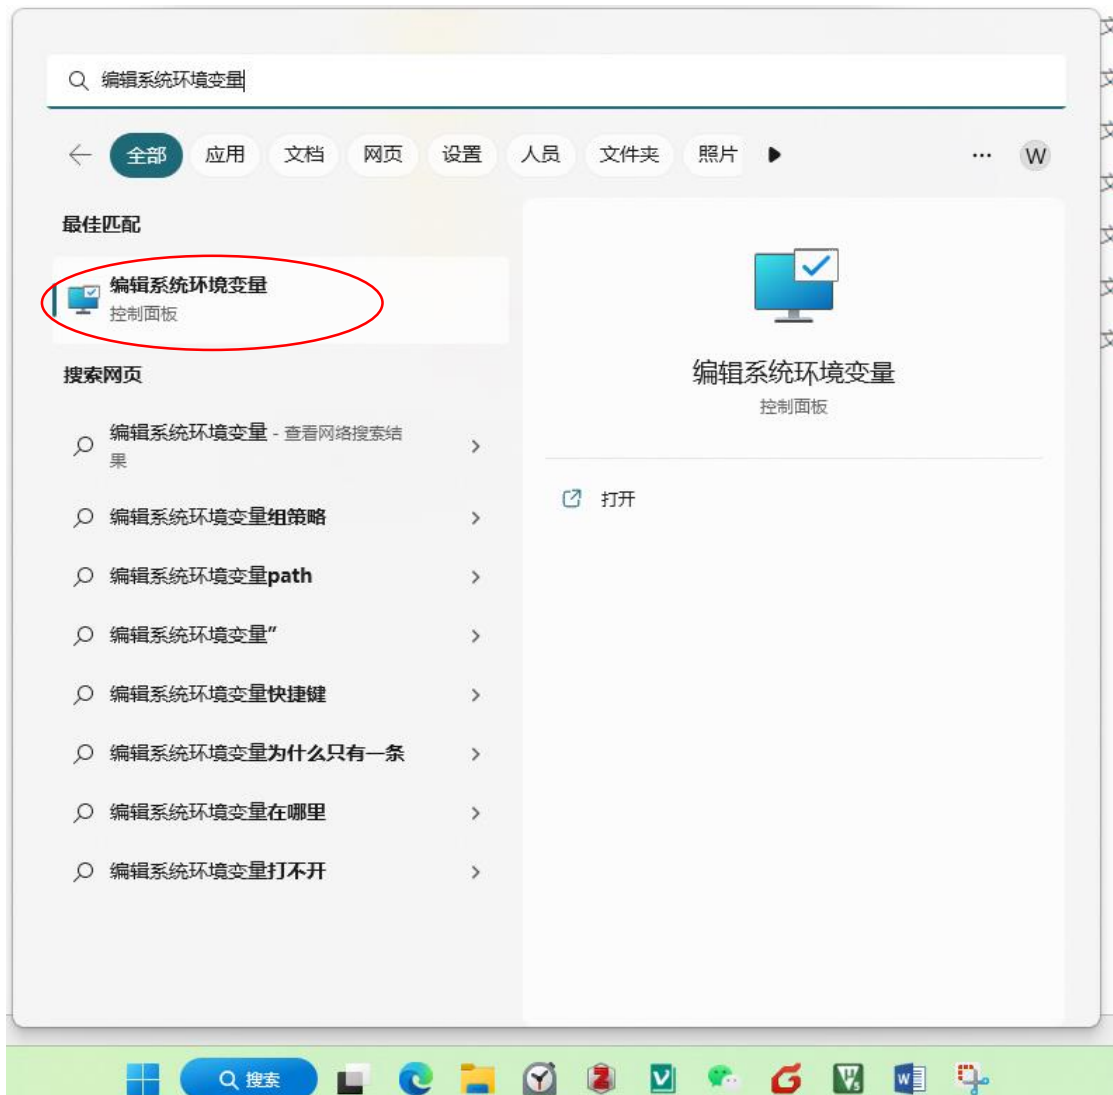 编辑系统环境变量
全部 应用 文档 网页 设置 人员 文件夹 照片 ... W
最佳匹配
编辑系统环境变量
控制面板
搜索网页
编辑系统环境变量 - 查看网络搜索结
果
编辑系统环境变量组策略
编辑系统环境变量path
编辑系统环境变量”
编辑系统环境变量快捷键
编辑系统环境变量为什么只有一条
编辑系统环境变量在哪里
编辑系统环境变量打不开
编辑系统环境变量
控制面板
打开
搜索